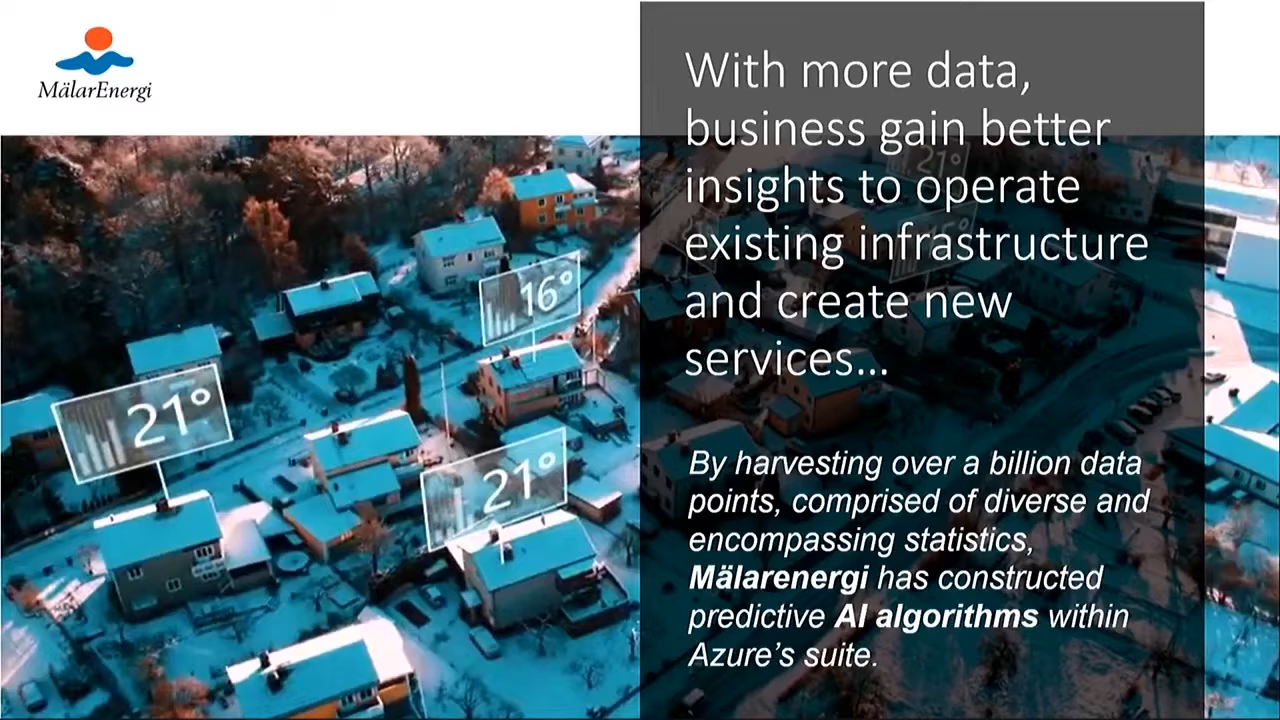 MälarEnergi
With more data,
business gain better
insights to operate
existing infrastructure
and create new
services...
By harvesting over a billion data
points, comprised of diverse and
encompassing statistics,
Mälarenergi has constructed
predictive AI algorithms within
Azure's suite.
16°
21°
21°
21°